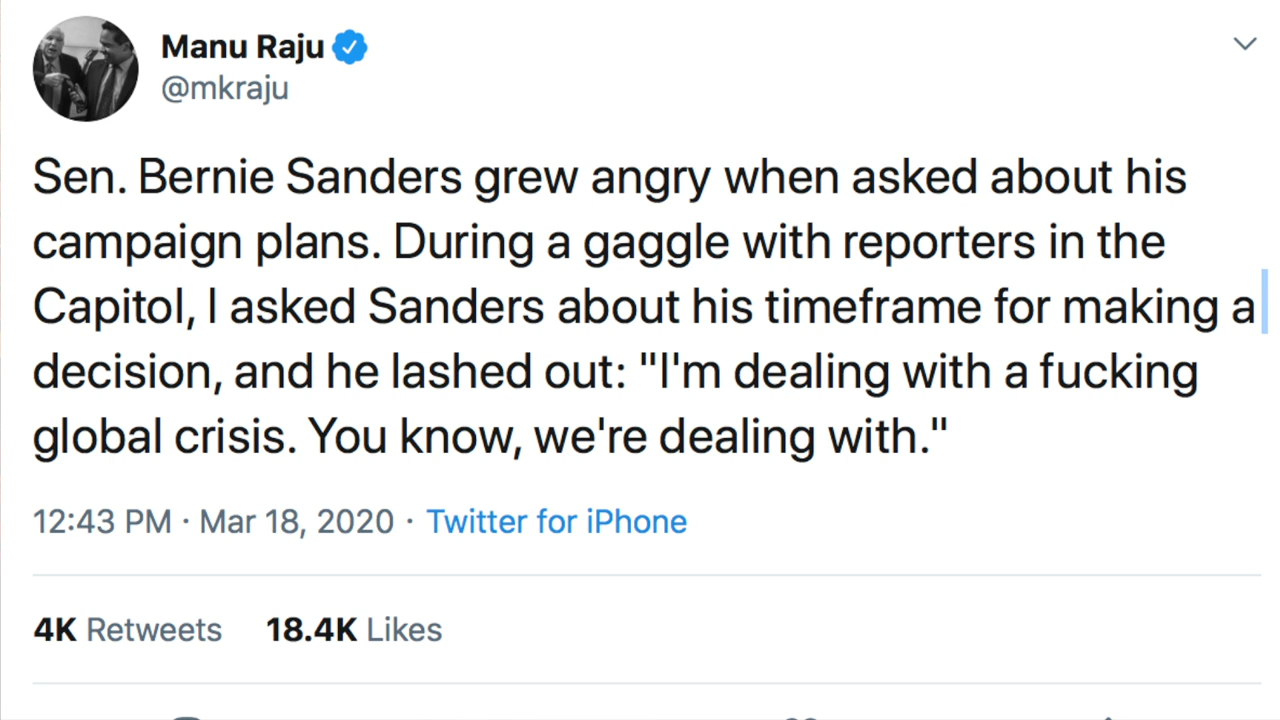 Manu Raju
@mkraju
Sen. Bernie Sanders grew angry when asked about his
campaign plans. During a gaggle with reporters in the
Capitol, I asked Sanders about his timeframe for making a
decision, and he lashed out: "I'm dealing with a fucking
global crisis. You know, we're dealing with."
12:43 PM · Mar 18, 2020 · Twitter for iPhone
4K Retweets 18.4K Likes